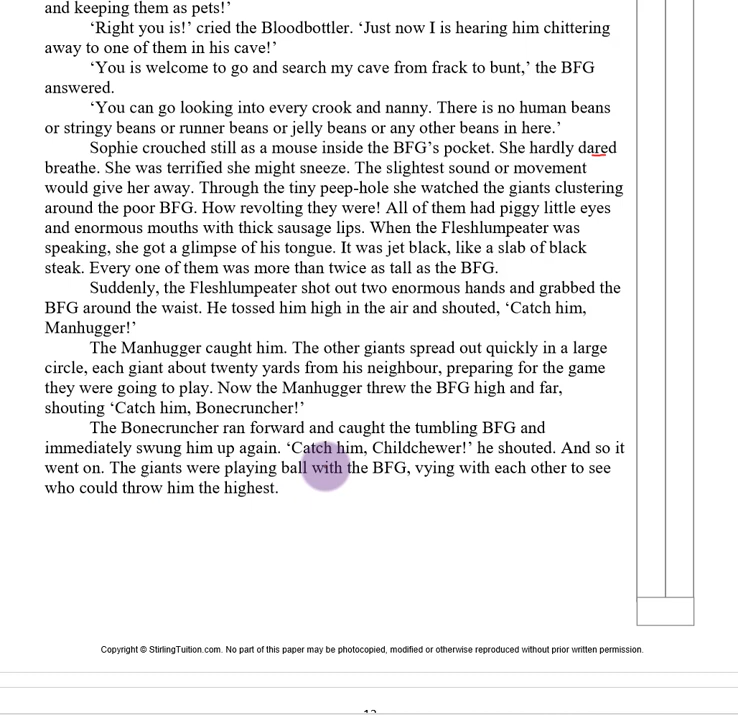 and keeping them as pets!’
‘Right you is!’ cried the Bloodbottler. ‘Just now I is hearing him chittering
away to one of them in his cave!’
‘You is welcome to go and search my cave from frack to bunt,’ the BFG
answered.
‘You can go looking into every crook and nanny. There is no human beans
or stringy beans or runner beans or jelly beans or any other beans in here.’
Sophie crouched still as a mouse inside the BFG’s pocket. She hardly dared
breathe. She was terrified she might sneeze. The slightest sound or movement
would give her away. Through the tiny peep-hole she watched the giants clustering
around the poor BFG. How revolting they were! All of them had piggy little eyes
and enormous mouths with thick sausage lips. When the Fleshlumpeater was
speaking, she got a glimpse of his tongue. It was jet black, like a slab of black
steak. Every one of them was more than twice as tall as the BFG.
Suddenly, the Fleshlumpeater shot out two enormous hands and grabbed the
BFG around the waist. He tossed him high in the air and shouted, ‘Catch him,
Manhugger!’
The Manhugger caught him. The other giants spread out quickly in a large
circle, each giant about twenty yards from his neighbour, preparing for the game
they were going to play. Now the Manhugger threw the BFG high and far,
shouting ‘Catch him, Bonecruncher!’
The Bonecruncher ran forward and caught the tumbling BFG and
immediately swung him up again. ‘Catch him, Childchewer!’ he shouted. And so it
went on. The giants were playing ball with the BFG, vying with each other to see
who could throw him the highest.
Copyright © StirlingTuition.com. No part of this paper may be photocopied, modified or otherwise reproduced without prior written permission.